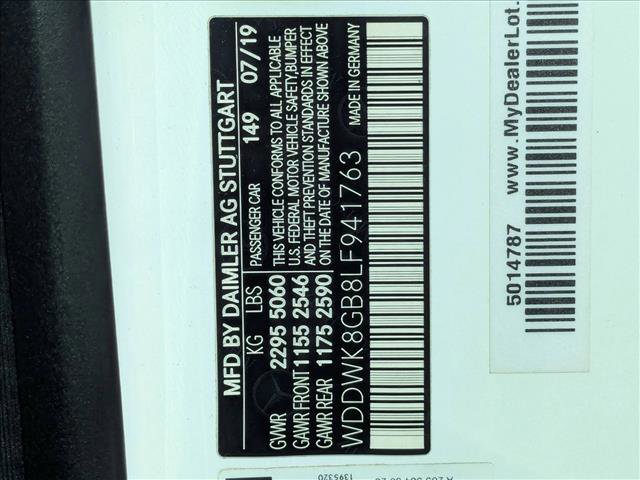 MFD BY DAIMLER AG STUTTGART
KG LBS PASSENGER CAR 149 07/19
GVWR 2295 5060 THIS VEHICLE CONFORMS TO ALL APPLICABLE
U.S. FEDERAL MOTOR VEHICLE SAFETY, BUMPER
GAWR FRONT 1155 2546 AND THEFT PREVENTION STANDARDS IN EFFECT
ON THE DATE OF MANUFACTURE SHOWN ABOVE
GAWR REAR 1175 2590 MADE IN GERMANY
WDDWK8GB8LF941763
5014787 www.MyDealerLot.
1395320